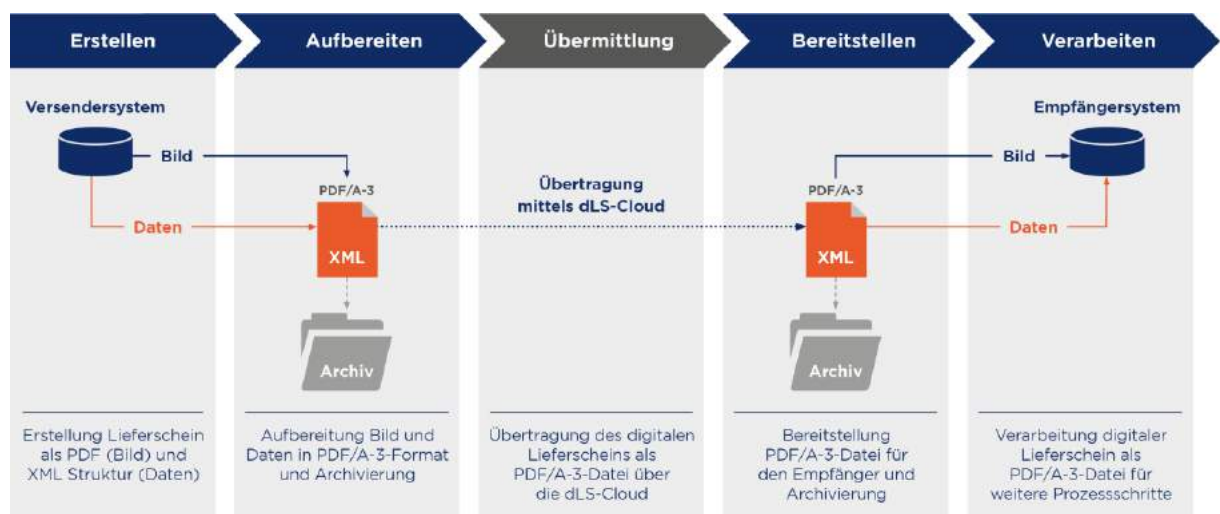 Erstellen
Aufbereiten
Übermittlung
Bereitstellen
Verarbeiten
Versendersystem
Bild
Daten
PDF/A-3
XML
Archiv
Übertragung
mittels dLS-Cloud
PDF/A-3
XML
Archiv
Empfängersystem
Bild
Daten
Erstellung Lieferschein
als PDF (Bild) und
XML Struktur (Daten)
Aufbereitung Bild und
Daten in PDF/A-3-Format
und Archivierung
Übertragung des digitalen
Lieferscheins als
PDF/A-3-Datei über
die dLS-Cloud
Bereitstellung
PDF/A-3-Datei für
den Empfänger und
Archivierung
Verarbeitung digitaler
Lieferschein als
PDF/A-3-Datei für
weitere Prozessschritte